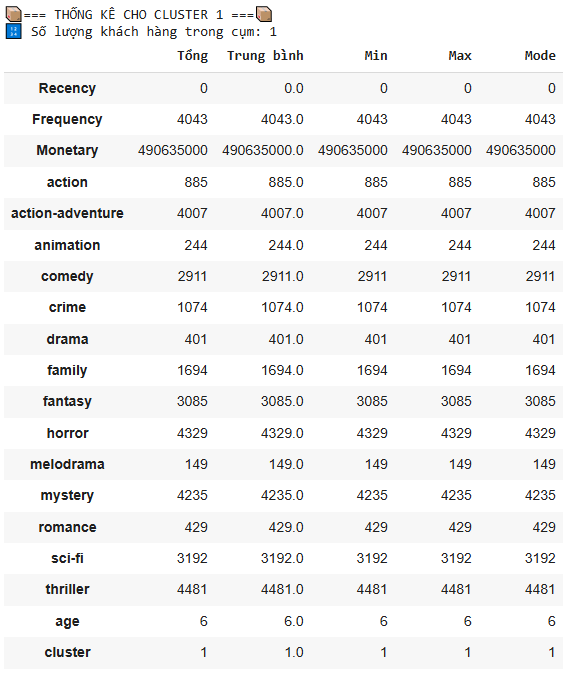 📦=== THỐNG KÊ CHO CLUSTER 1 ===📦
🔢 Số lượng khách hàng trong cụm: 1
Tổng Trung bình Min Max Mode
Recency 0 0.0 0 0 0
Frequency 4043 4043.0 4043 4043 4043
Monetary 490635000 490635000.0 490635000 490635000 490635000
action 885 885.0 885 885 885
action-adventure 4007 4007.0 4007 4007 4007
animation 244 244.0 244 244 244
comedy 2911 2911.0 2911 2911 2911
crime 1074 1074.0 1074 1074 1074
drama 401 401.0 401 401 401
family 1694 1694.0 1694 1694 1694
fantasy 3085 3085.0 3085 3085 3085
horror 4329 4329.0 4329 4329 4329
melodrama 149 149.0 149 149 149
mystery 4235 4235.0 4235 4235 4235
romance 429 429.0 429 429 429
sci-fi 3192 3192.0 3192 3192 3192
thriller 4481 4481.0 4481 4481 4481
age 6 6.0 6 6 6
cluster 1 1.0 1 1 1